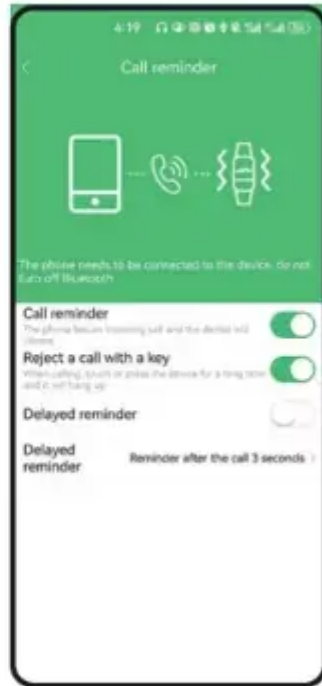 4:19
Call reminder
The phone needs to be connected to the device, do not
turn off Bluetooth
Call reminder
The phone has an incoming call and the device will
Reject a call with a key
When calling, touch or press the device for a long time
and it will hang up
Delayed reminder
Delayed
reminder
Reminder after the call 3 seconds